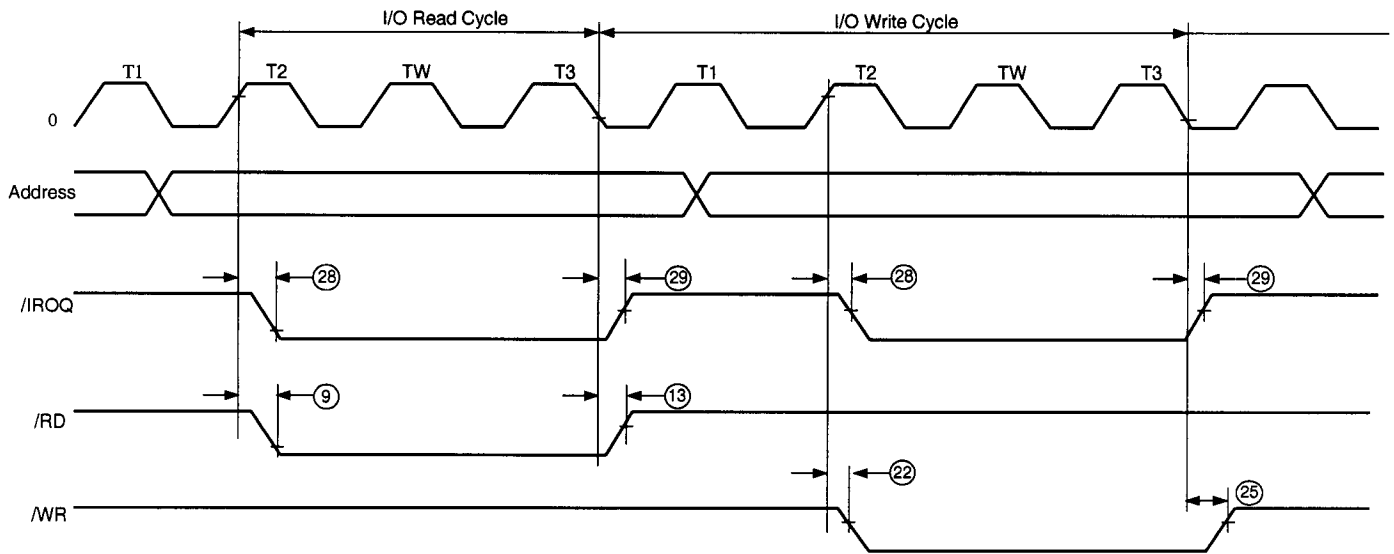 I/O Read Cycle
I/O Write Cycle
T1
T2
TW
T3
T1
T2
TW
T3
0
Address
28
29
28
29
/IROQ
9
13
/RD
22
25
/WR